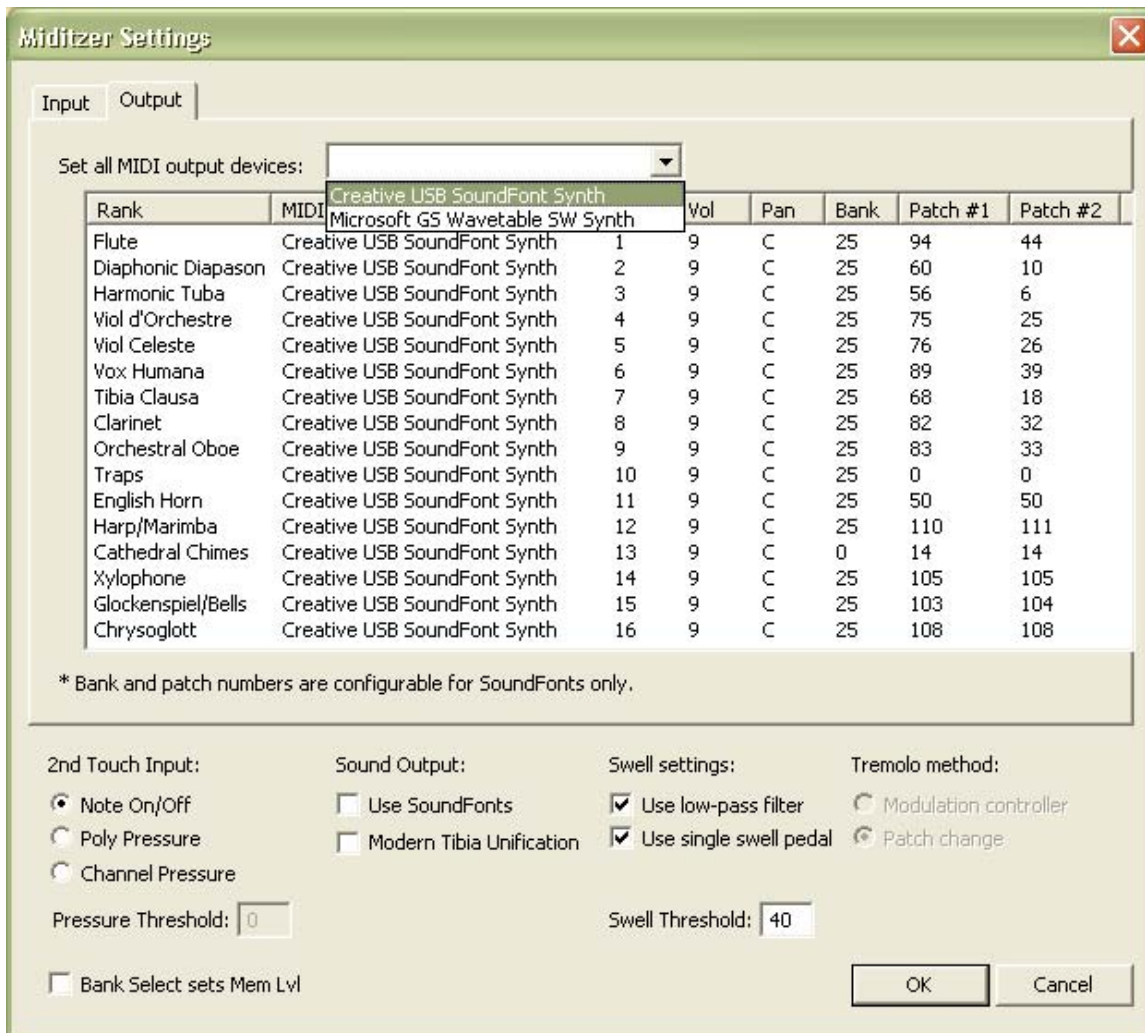 Miditzer Settings
Input Output
Set all MIDI output devices:
Creative USB SoundFont Synth
Microsoft GS Wavetable SW Synth
Rank MIDI Vol Pan Bank Patch #1 Patch #2
Flute Creative USB SoundFont Synth 1 9 C 25 94 44
Diaphonic Diapason Creative USB SoundFont Synth 2 9 C 25 60 10
Harmonic Tuba Creative USB SoundFont Synth 3 9 C 25 56 6
Viol d'Orchestre Creative USB SoundFont Synth 4 9 C 25 75 25
Viol Celeste Creative USB SoundFont Synth 5 9 C 25 76 26
Vox Humana Creative USB SoundFont Synth 6 9 C 25 89 39
Tibia Clausa Creative USB SoundFont Synth 7 9 C 25 68 18
Clarinet Creative USB SoundFont Synth 8 9 C 25 82 32
Orchestral Oboe Creative USB SoundFont Synth 9 9 C 25 83 33
Traps Creative USB SoundFont Synth 10 9 C 25 0 0
English Horn Creative USB SoundFont Synth 11 9 C 25 50 50
Harp/Marimba Creative USB SoundFont Synth 12 9 C 25 110 111
Cathedral Chimes Creative USB SoundFont Synth 13 9 C 0 14 14
Xylophone Creative USB SoundFont Synth 14 9 C 25 105 105
Glockenspiel/Bells Creative USB SoundFont Synth 15 9 C 25 103 104
Chrysoglott Creative USB SoundFont Synth 16 9 C 25 108 108
* Bank and patch numbers are configurable for SoundFonts only.
2nd Touch Input: Sound Output: Swell settings: Tremolo method:
Note On/Off Use SoundFonts Use low-pass filter Modulation controller
Poly Pressure Modern Tibia Unification Use single swell pedal Patch change
Channel Pressure
Pressure Threshold: 0 Swell Threshold: 40
Bank Select sets Mem Lvl OK Cancel